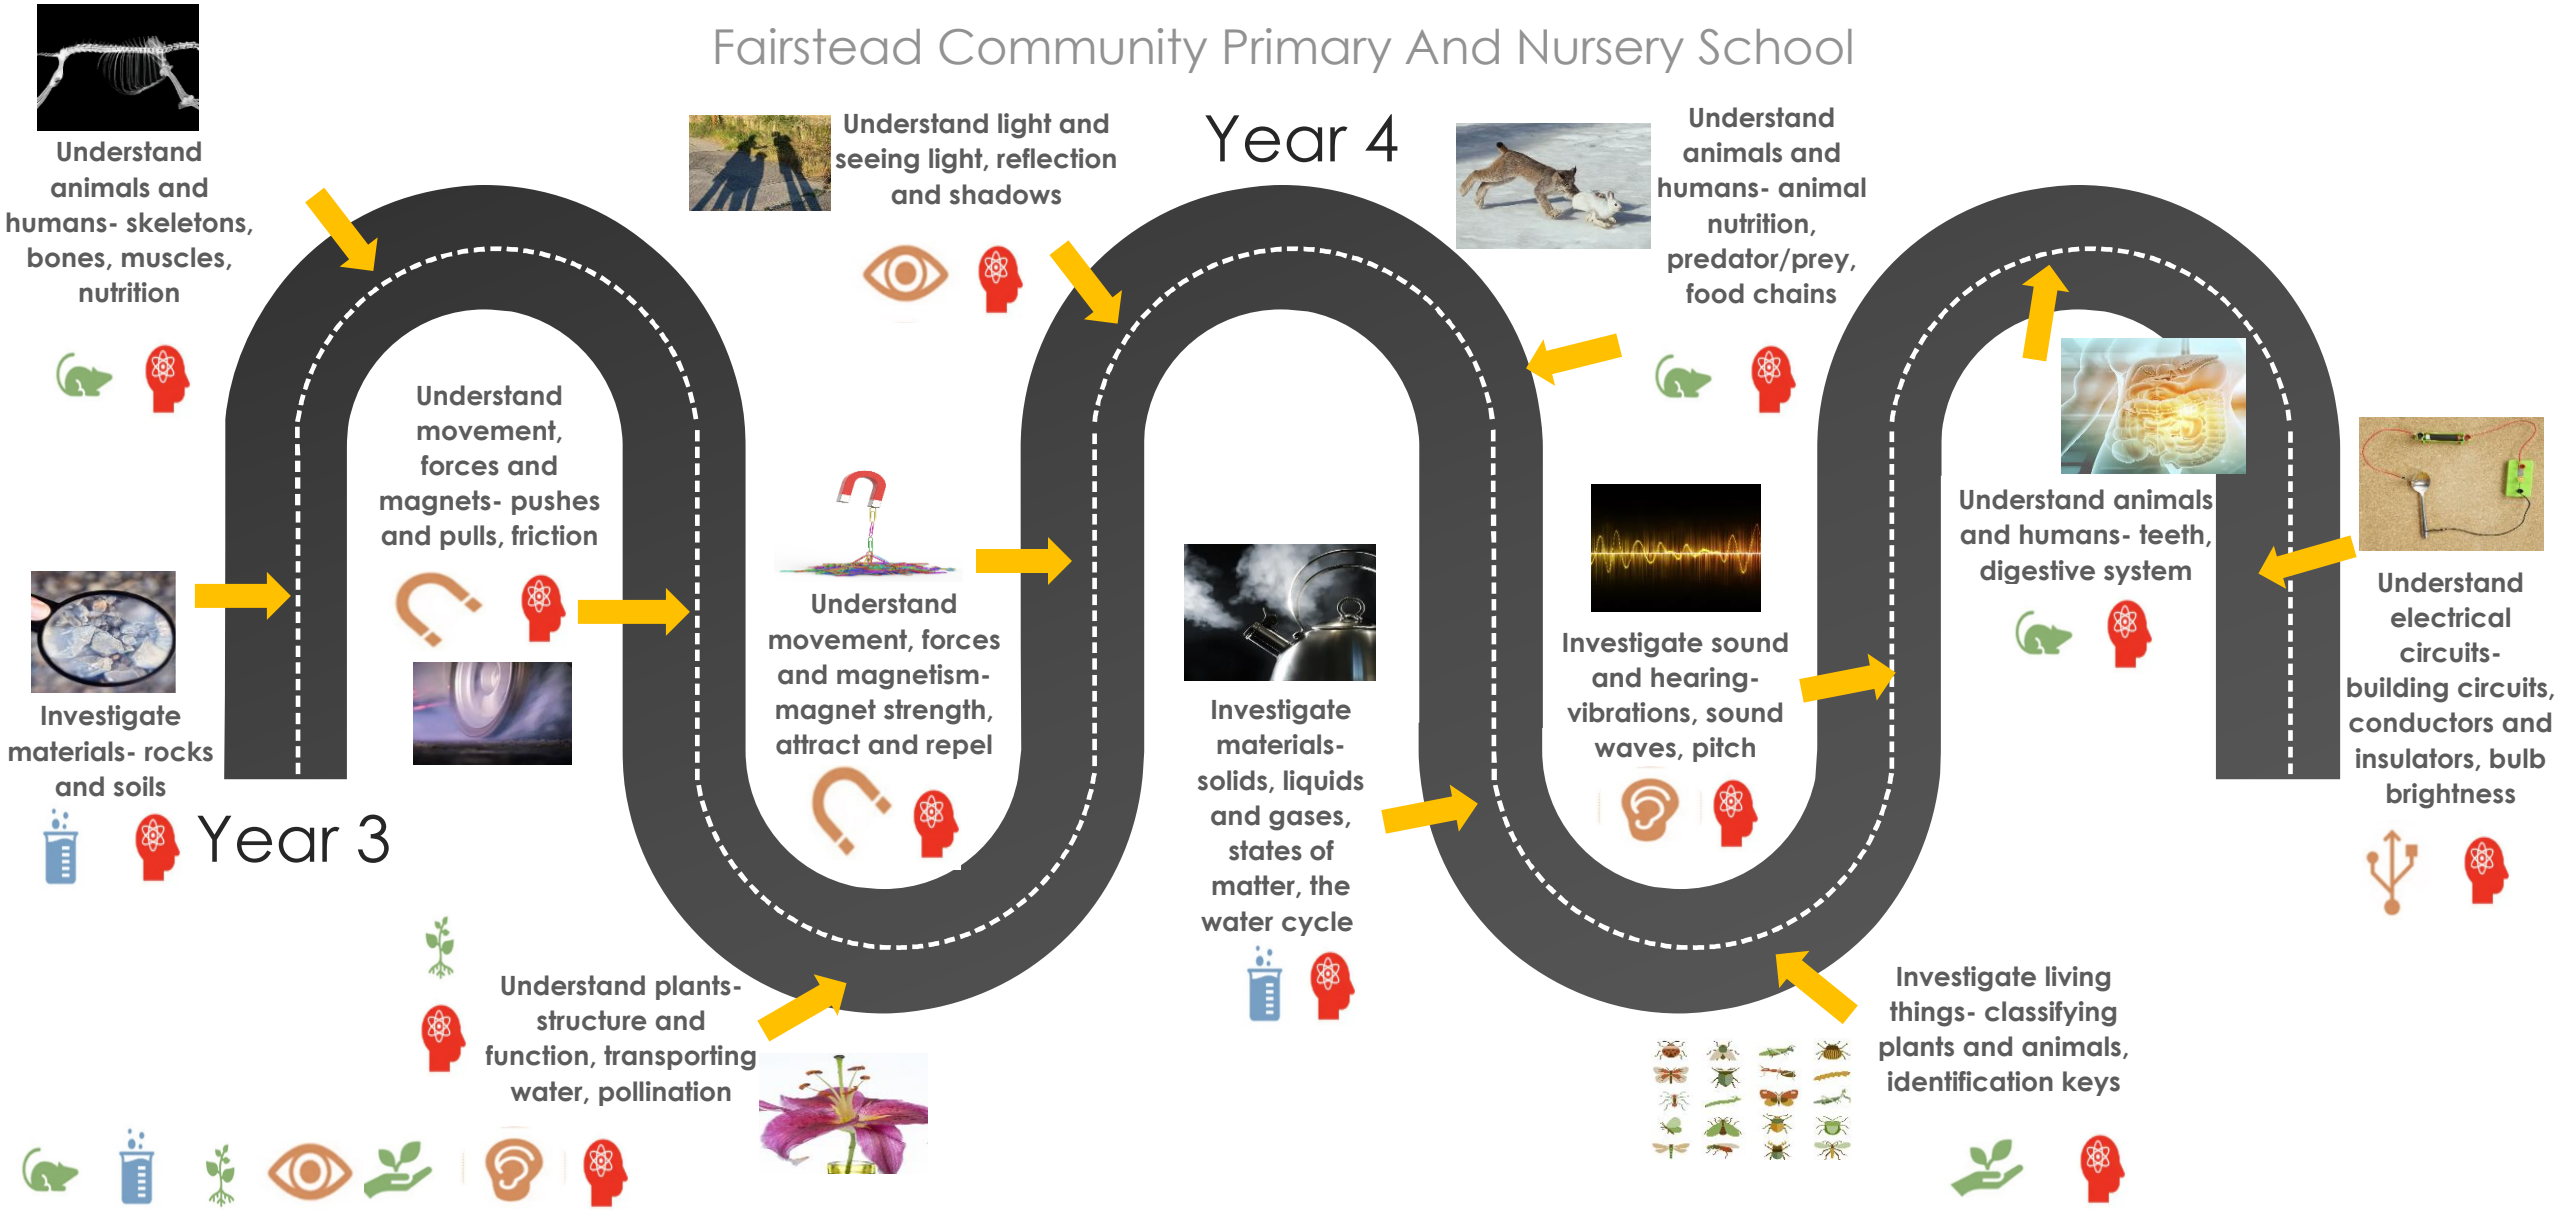 Fairstead Community Primary And Nursery School
Understand
animals and
humans- skeletons,
bones, muscles,
nutrition
Investigate
materials- rocks
and soils
Year 3
Understand
movement,
forces and
magnets- pushes
and pulls, friction
Understand plants-
structure and
function, transporting
water, pollination
Understand
movement, forces
and magnetism-
magnet strength,
attract and repel
Understand light and
seeing light, reflection
and shadows
Year 4
Investigate
materials-
solids, liquids
and gases,
states of
matter, the
water cycle
Understand
animals and
humans- animal
nutrition,
predator/prey,
food chains
Investigate sound
and hearing-
vibrations, sound
waves, pitch
Investigate living
things- classifying
plants and animals,
identification keys
Understand animals
and humans- teeth,
digestive system
Understand
electrical
circuits-
building circuits,
conductors and
insulators, bulb
brightness